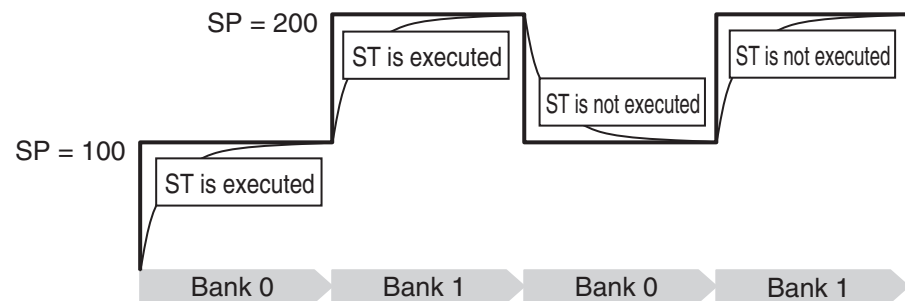 SP = 200
ST is executed
ST is not executed
ST is not executed
SP = 100
ST is executed
Bank 0 Bank 1 Bank 0 Bank 1